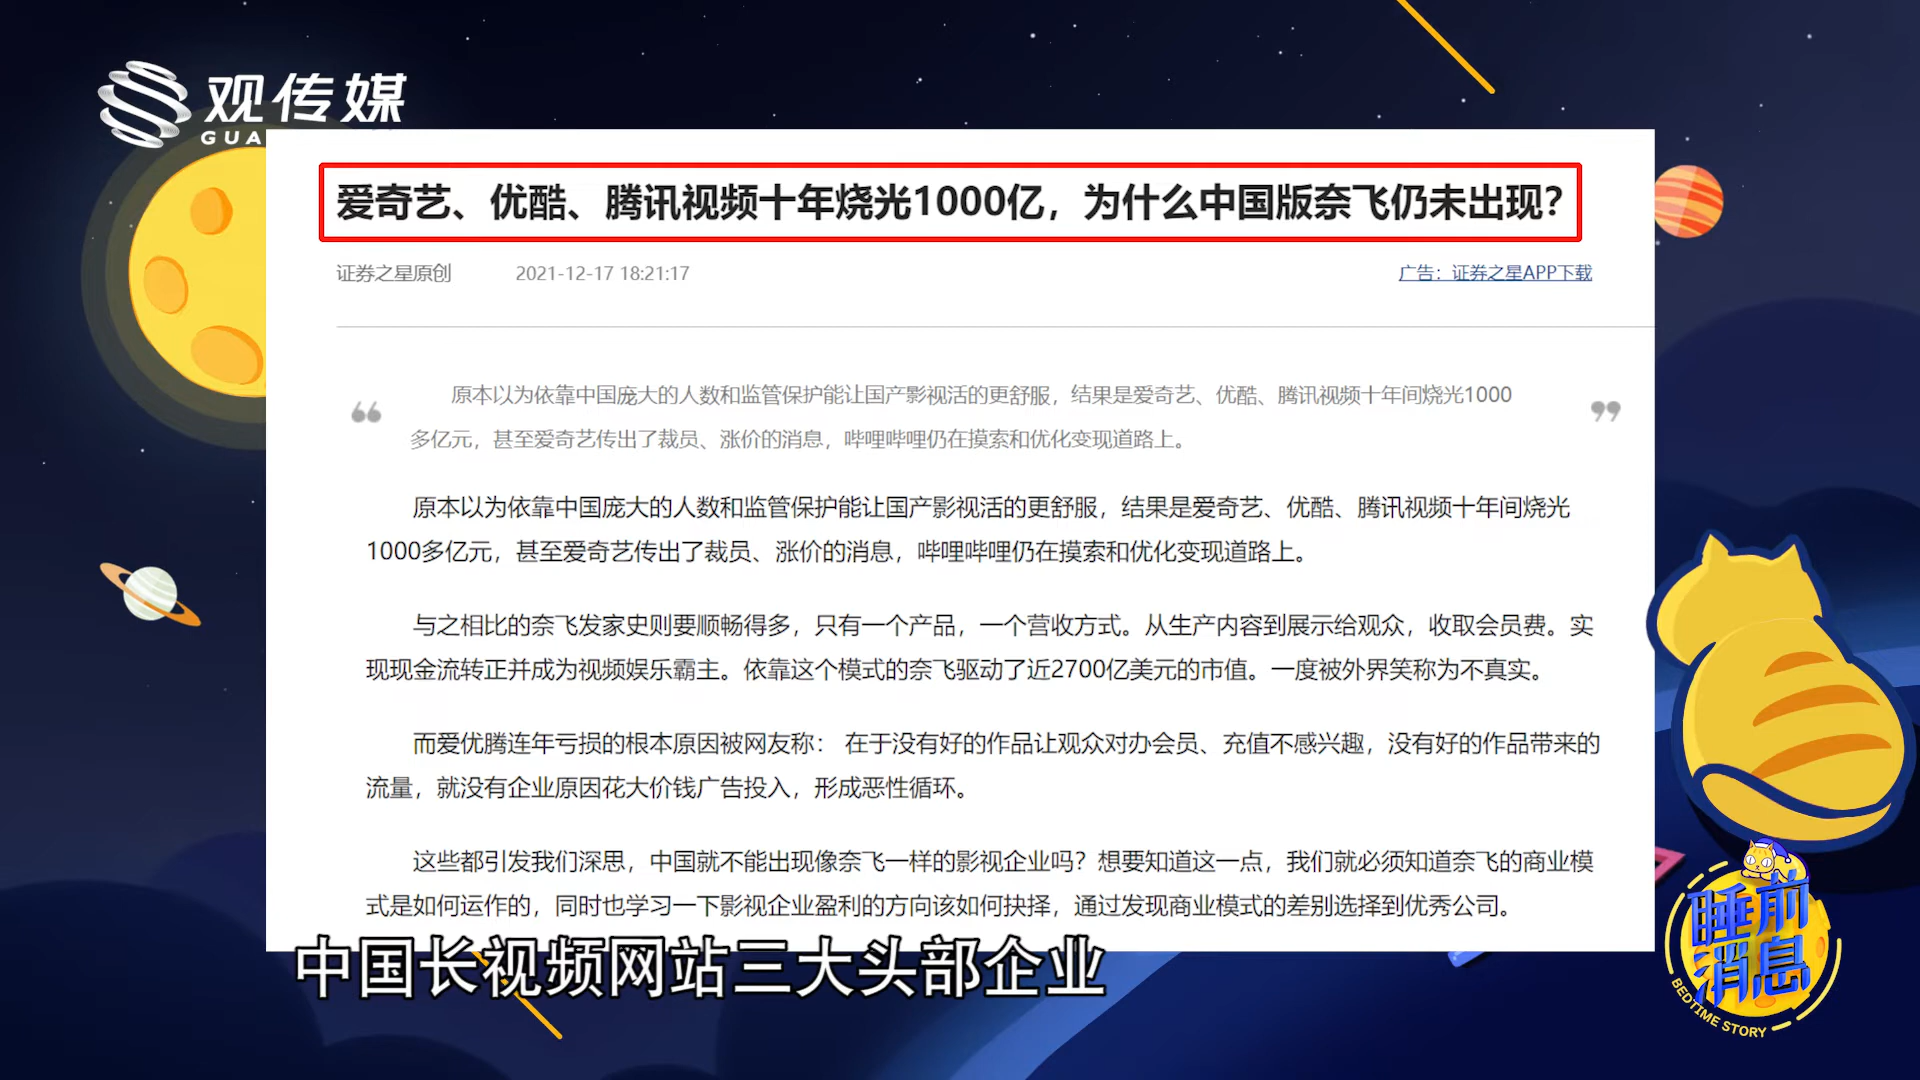 观传媒
GUA
爱奇艺、优酷、腾讯视频十年烧光1000亿，为什么中国版奈飞仍未出现？
证券之星原创 2021-12-17 18:21:17 广告：证券之星APP下载
“ 原本以为依靠中国庞大的人数和监管保护能让国产影视活的更舒服，结果是爱奇艺、优酷、腾讯视频十年间烧光1000 ”
多亿元，甚至爱奇艺传出了裁员、涨价的消息，哔哩哔哩仍在摸索和优化变现道路上。
原本以为依靠中国庞大的人数和监管保护能让国产影视活的更舒服，结果是爱奇艺、优酷、腾讯视频十年间烧光
1000多亿元，甚至爱奇艺传出了裁员、涨价的消息，哔哩哔哩仍在摸索和优化变现道路上。
与之相比的奈飞发家史则要顺畅得多，只有一个产品，一个营收方式。从生产内容到展示给观众，收取会员费。实
现现金流转正并成为视频娱乐霸主。依靠这个模式的奈飞驱动了近2700亿美元的市值。一度被外界笑称为不真实。
而爱优腾连年亏损的根本原因被网友称： 在于没有好的作品让观众对办会员、充值不感兴趣，没有好的作品带来的
流量，就没有企业原因花大价钱广告投入，形成恶性循环。
这些都引发我们深思，中国就不能出现像奈飞一样的影视企业吗？想要知道这一点，我们就必须知道奈飞的商业模
式是如何运作的，同时也学习一下影视企业盈利的方向该如何抉择，通过发现商业模式的差别选择到优秀公司。
中国长视频网站三大头部企业
睡前
消息
BEDTIME STORY